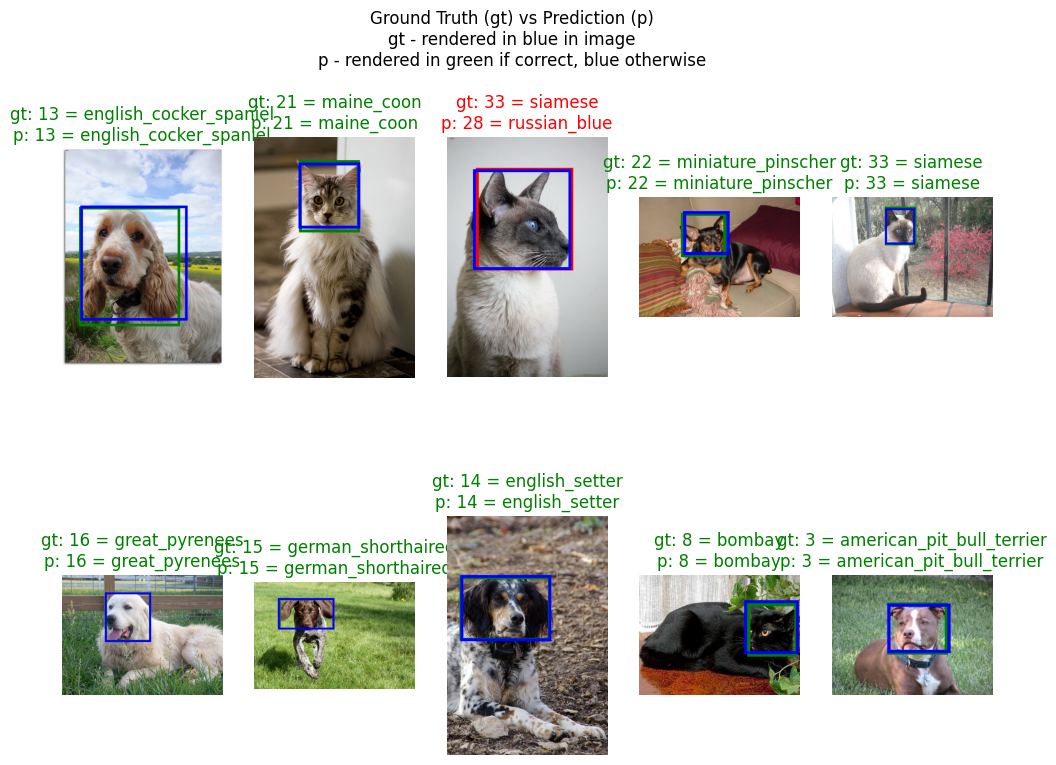 Ground Truth (gt) vs Prediction (p)
gt - rendered in blue in image
p - rendered in green if correct, blue otherwise
gt: 13 = english_cocker_spaniel
p: 13 = english_cocker_spaniel
gt: 21 = maine_coon
p: 21 = maine_coon
gt: 33 = siamese
p: 28 = russian_blue
gt: 22 = miniature_pinscher
p: 22 = miniature_pinscher
gt: 33 = siamese
p: 33 = siamese
gt: 16 = great_pyrenees
p: 16 = great_pyrenees
gt: 15 = german_shorthaired
p: 15 = german_shorthaired
gt: 14 = english_setter
p: 14 = english_setter
gt: 8 = bombay
p: 8 = bombay
gt: 3 = american_pit_bull_terrier
p: 3 = american_pit_bull_terrier